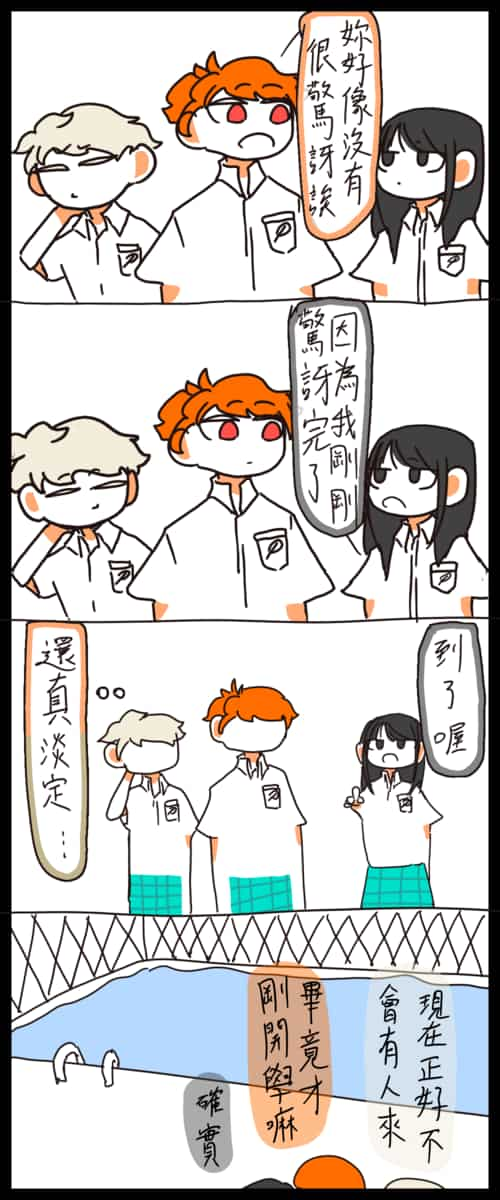 妳好像沒有
很驚訝誒
因為我剛剛
驚訝完了
到了喔
還真淡定…
現在正好不
會有人來
畢竟才
剛開學嘛
確實